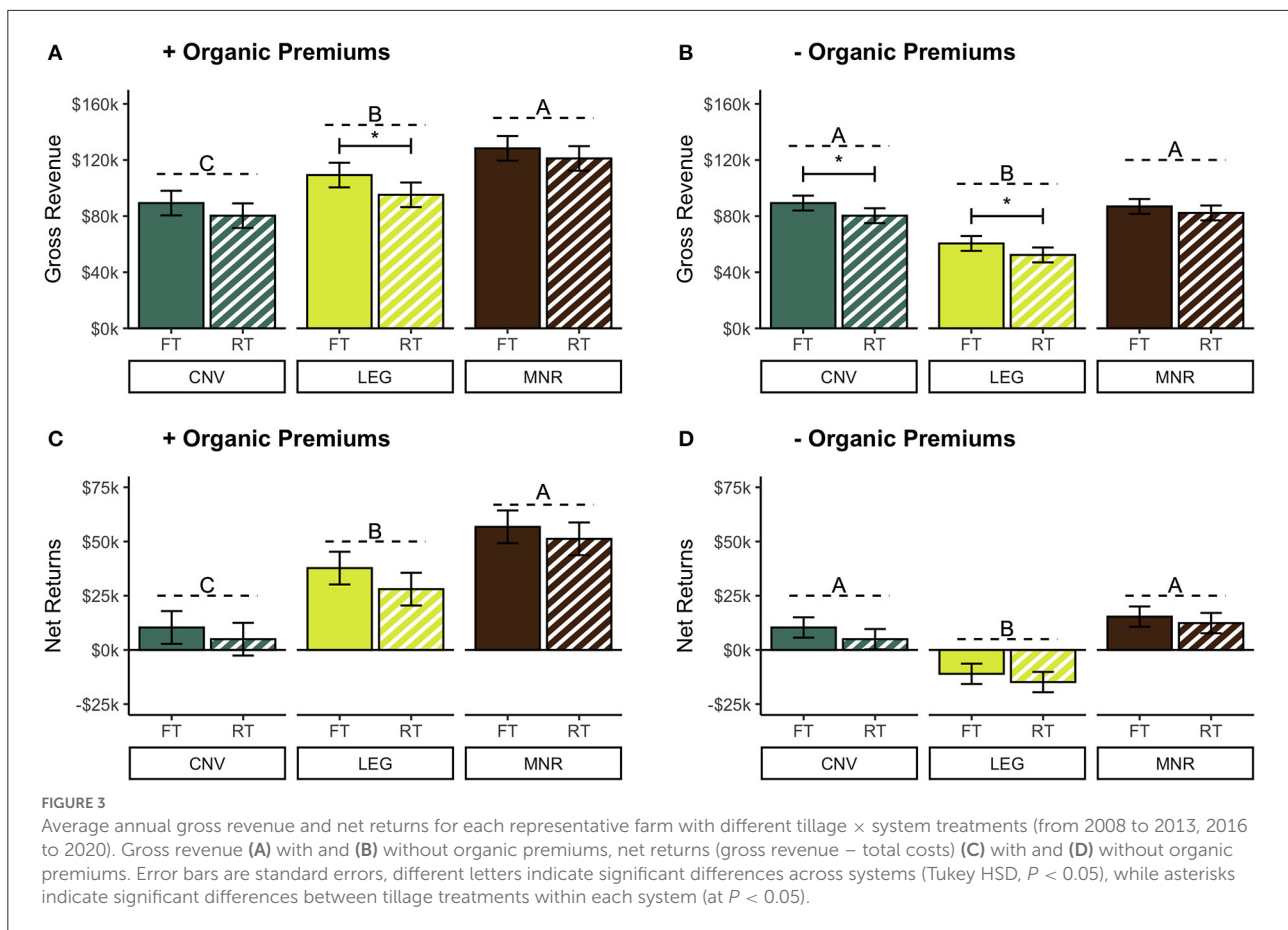 A + Organic Premiums
Gross Revenue
$160k
$120k
$80k
$40k
$0k
C
B
*
A
FT RT FT RT FT RT
CNV LEG MNR
B - Organic Premiums
Gross Revenue
$160k
$120k
$80k
$40k
$0k
A
*
B
*
A
FT RT FT RT FT RT
CNV LEG MNR
C + Organic Premiums
Net Returns
$75k
$50k
$25k
$0k
-$25k
C
B
A
FT RT FT RT FT RT
CNV LEG MNR
D - Organic Premiums
Net Returns
$75k
$50k
$25k
$0k
-$25k
A
B
A
FT RT FT RT FT RT
CNV LEG MNR
FIGURE 3
Average annual gross revenue and net returns for each representative farm with different tillage × system treatments (from 2008 to 2013, 2016
to 2020). Gross revenue (A) with and (B) without organic premiums, net returns (gross revenue – total costs) (C) with and (D) without organic
premiums. Error bars are standard errors, different letters indicate significant differences across systems (Tukey HSD, P < 0.05), while asterisks
indicate significant differences between tillage treatments within each system (at P < 0.05).